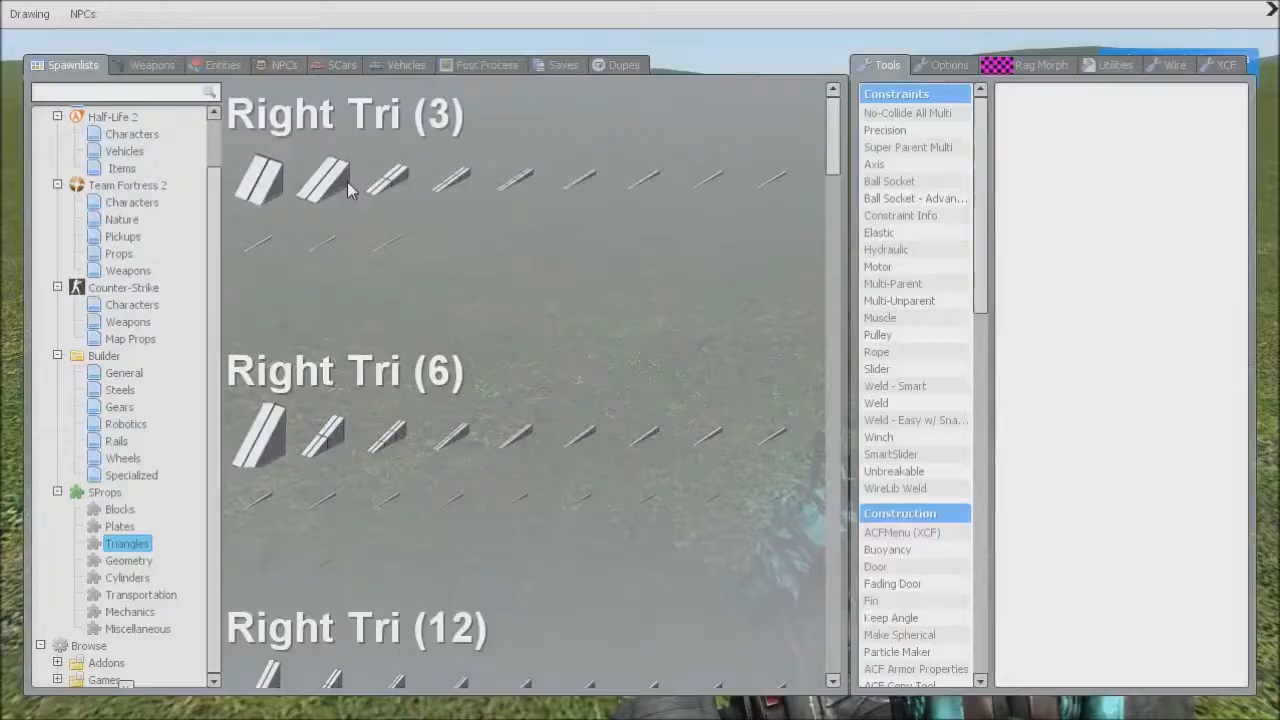 Drawing NPCs
Spawnlists Weapons Entities NPCs SCars Vehicles Post Process Saves Dupes
Tools Options Rag Morph Utilities Wire XCF
Half-Life 2
Characters
Vehicles
Items
Team Fortress 2
Characters
Nature
Pickups
Props
Weapons
Counter-Strike
Characters
Weapons
Map Props
Builder
General
Steels
Gears
Robotics
Rails
Wheels
Specialized
SProps
Blocks
Plates
Triangles
Geometry
Cylinders
Transportation
Mechanics
Miscellaneous
Browse
Addons
Games
Right Tri (3)
Right Tri (6)
Right Tri (12)
Constraints
No-Collide All Multi
Precision
Super Parent Multi
Axis
Ball Socket
Ball Socket - Advan...
Constraint Info
Elastic
Hydraulic
Motor
Multi-Parent
Multi-Unparent
Muscle
Pulley
Rope
Slider
Weld - Smart
Weld
Weld - Easy w/ Sna...
Winch
SmartSlider
Unbreakable
WireLib Weld
Construction
ACFMenu (XCF)
Buoyancy
Door
Fading Door
Fin
Keep Angle
Make Spherical
Particle Maker
ACF Armor Properties
ACF Copy Tool